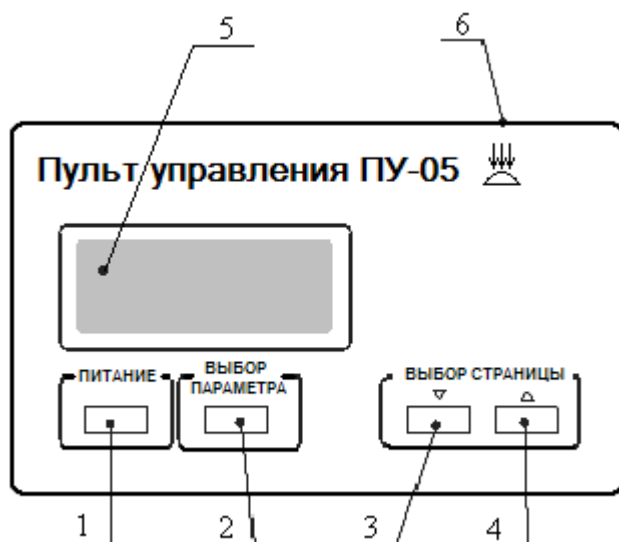 5 6
Пульт управления ПУ-05
ПИТАНИЕ
ВЫБОР
ПАРАМЕТРА
ВЫБОР СТРАНИЦЫ
1 2 3 4